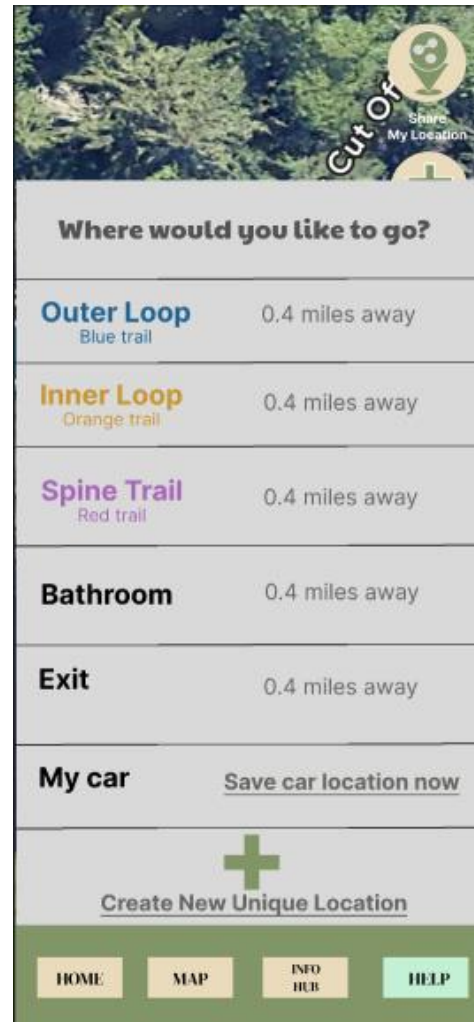 Cut Of
Share
My Location
Where would you like to go?
Outer Loop
Blue trail
0.4 miles away
Inner Loop
Orange trail
0.4 miles away
Spine Trail
Red trail
0.4 miles away
Bathroom
0.4 miles away
Exit
0.4 miles away
My car
Save car location now
Create New Unique Location
HOME
MAP
INFO
HUB
HELP